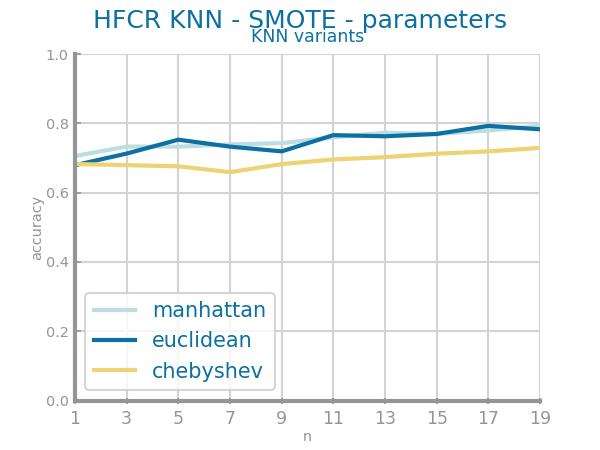 HFCR KNN - SMOTE - parameters
KNN variants
1.0
0.8
0.6
0.4
0.2
0.0
accuracy
manhattan
euclidean
chebyshev
1 3 5 7 9 11 13 15 17 19
n